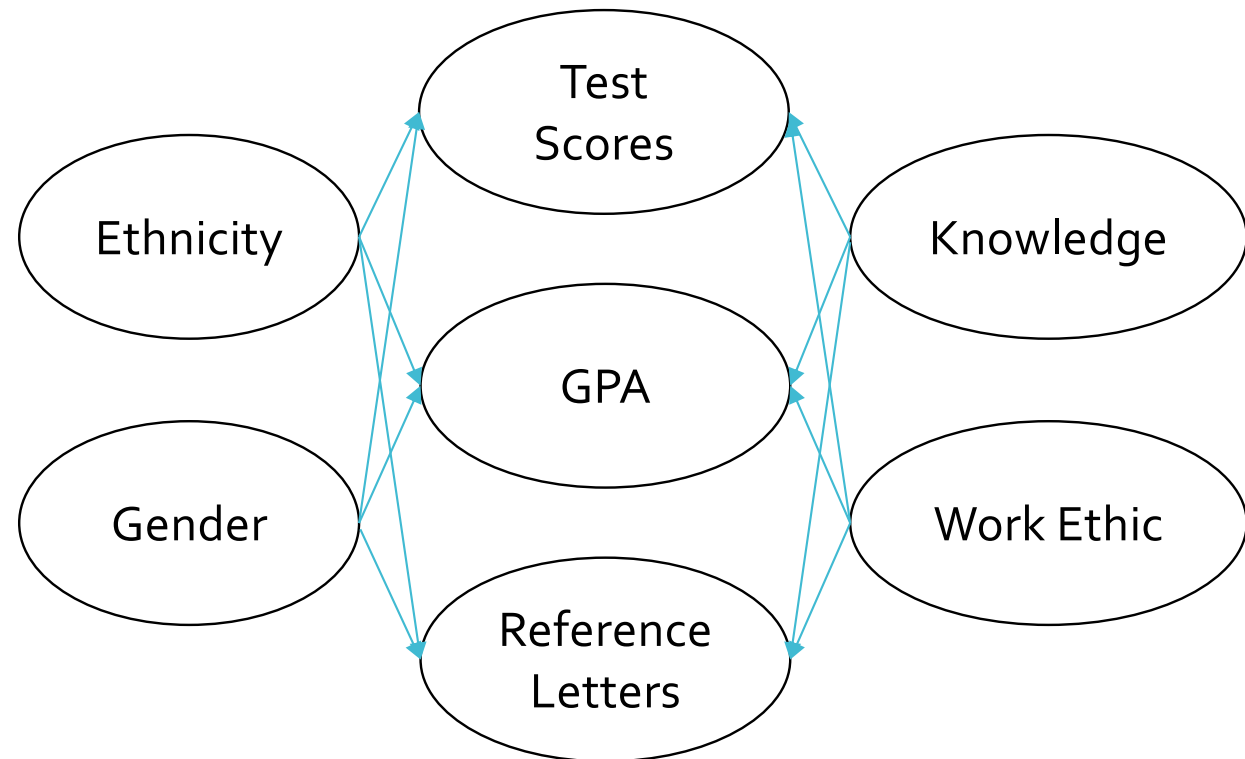 Test
Scores
Ethnicity
Knowledge
GPA
Gender
Work Ethic
Reference
Letters